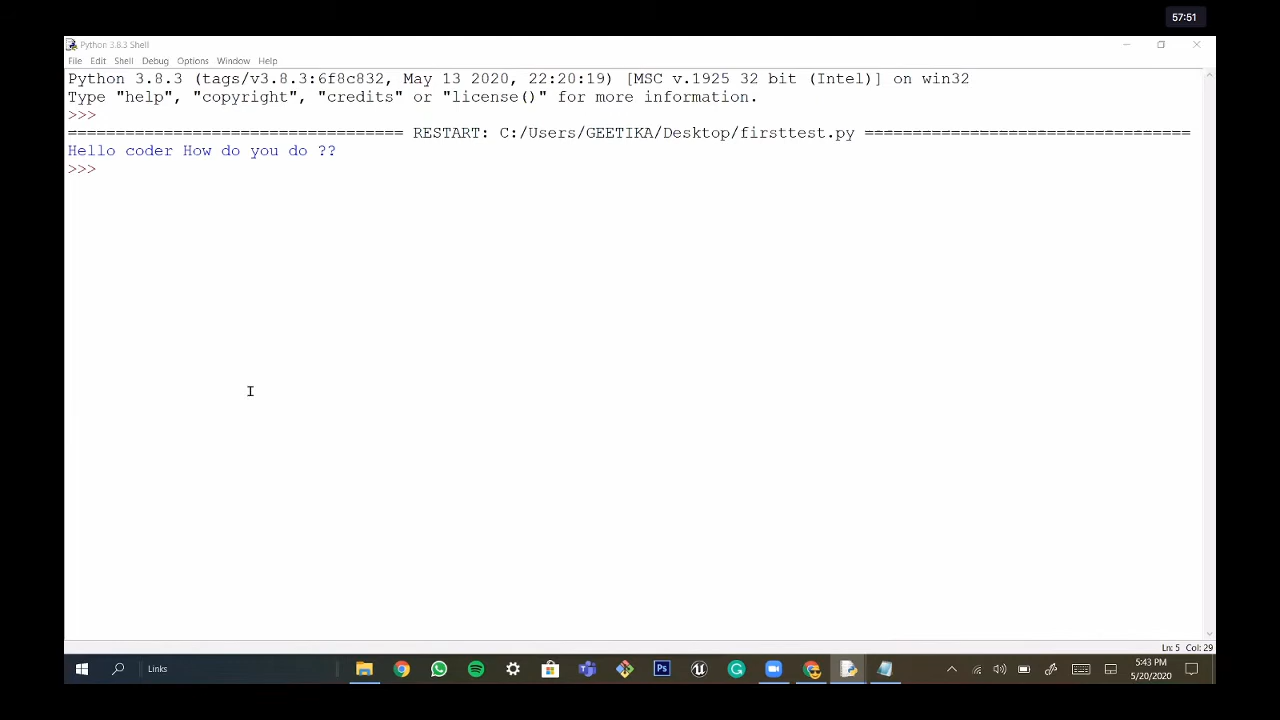 57:51
Python 3.8.3 Shell
File Edit Shell Debug Options Window Help
Python 3.8.3 (tags/v3.8.3:6f8c832, May 13 2020, 22:20:19) [MSC v.1925 32 bit (Intel)] on win32
Type "help", "copyright", "credits" or "license()" for more information.
>>>
================================== RESTART: C:/Users/GEETIKA/Desktop/firsttest.py ==================================
Hello coder How do you do ??
>>>
Ln: 5 Col: 29
Links
Ps
5:43 PM
5/20/2020